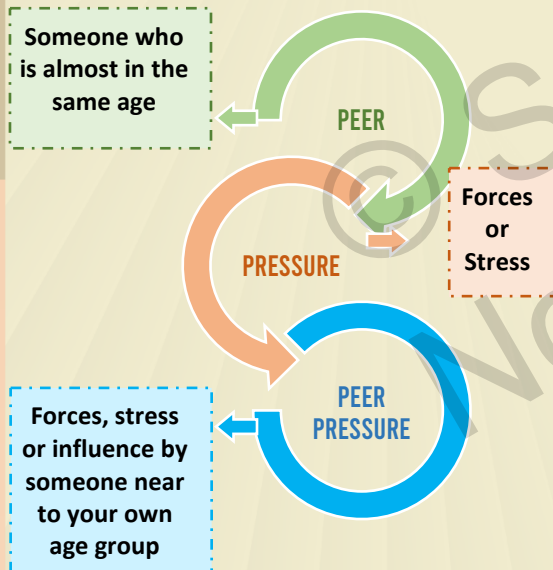 Someone who
is almost in the
same age
PEER
Forces
or
Stress
PRESSURE
PEER
PRESSURE
Forces, stress
or influence by
someone near
to your own
age group